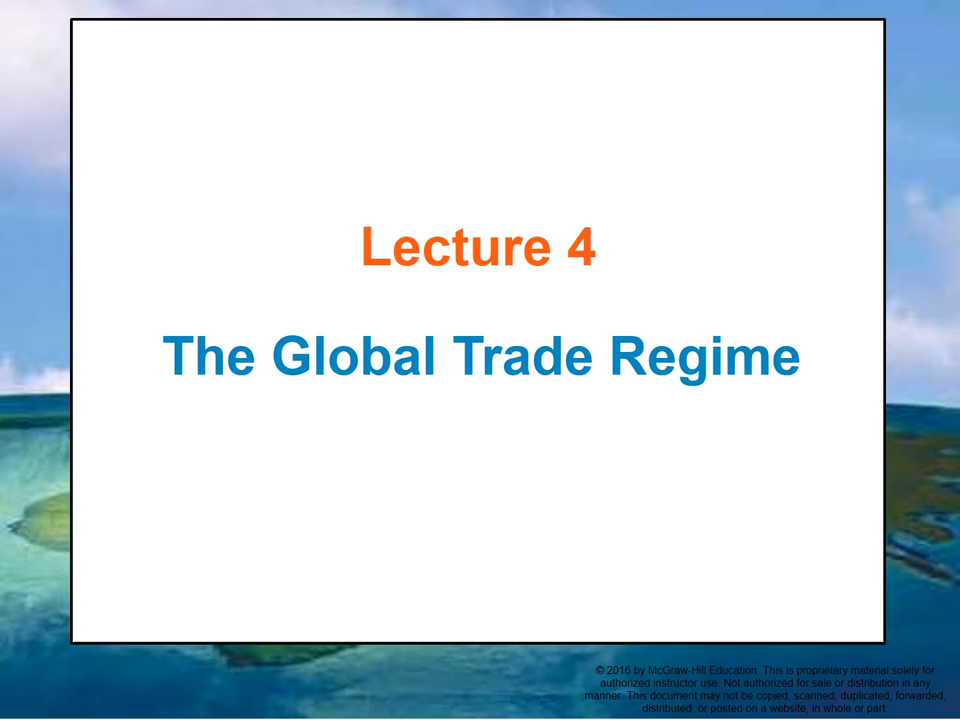 Lecture 4
The Global Trade Regime
© 2016 by McGraw-Hill Education. This is proprietary material solely for
authorized instructor use. Not authorized for sale or distribution in any
manner. This document may not be copied, scanned, duplicated, forwarded,
distributed, or posted on a website, in whole or part.